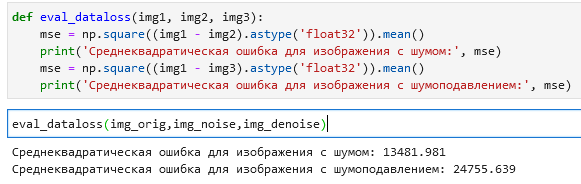 def eval_dataloss(img1, img2, img3):
    mse = np.square((img1 - img2).astype('float32')).mean()
    print('Среднеквадратическая ошибка для изображения с шумом:', mse)
    mse = np.square((img1 - img3).astype('float32')).mean()
    print('Среднеквадратическая ошибка для изображения с шумоподавлением:', mse)
eval_dataloss(img_orig,img_noise,img_denoise)
Среднеквадратическая ошибка для изображения с шумом: 13481.981
Среднеквадратическая ошибка для изображения с шумоподавлением: 24755.639